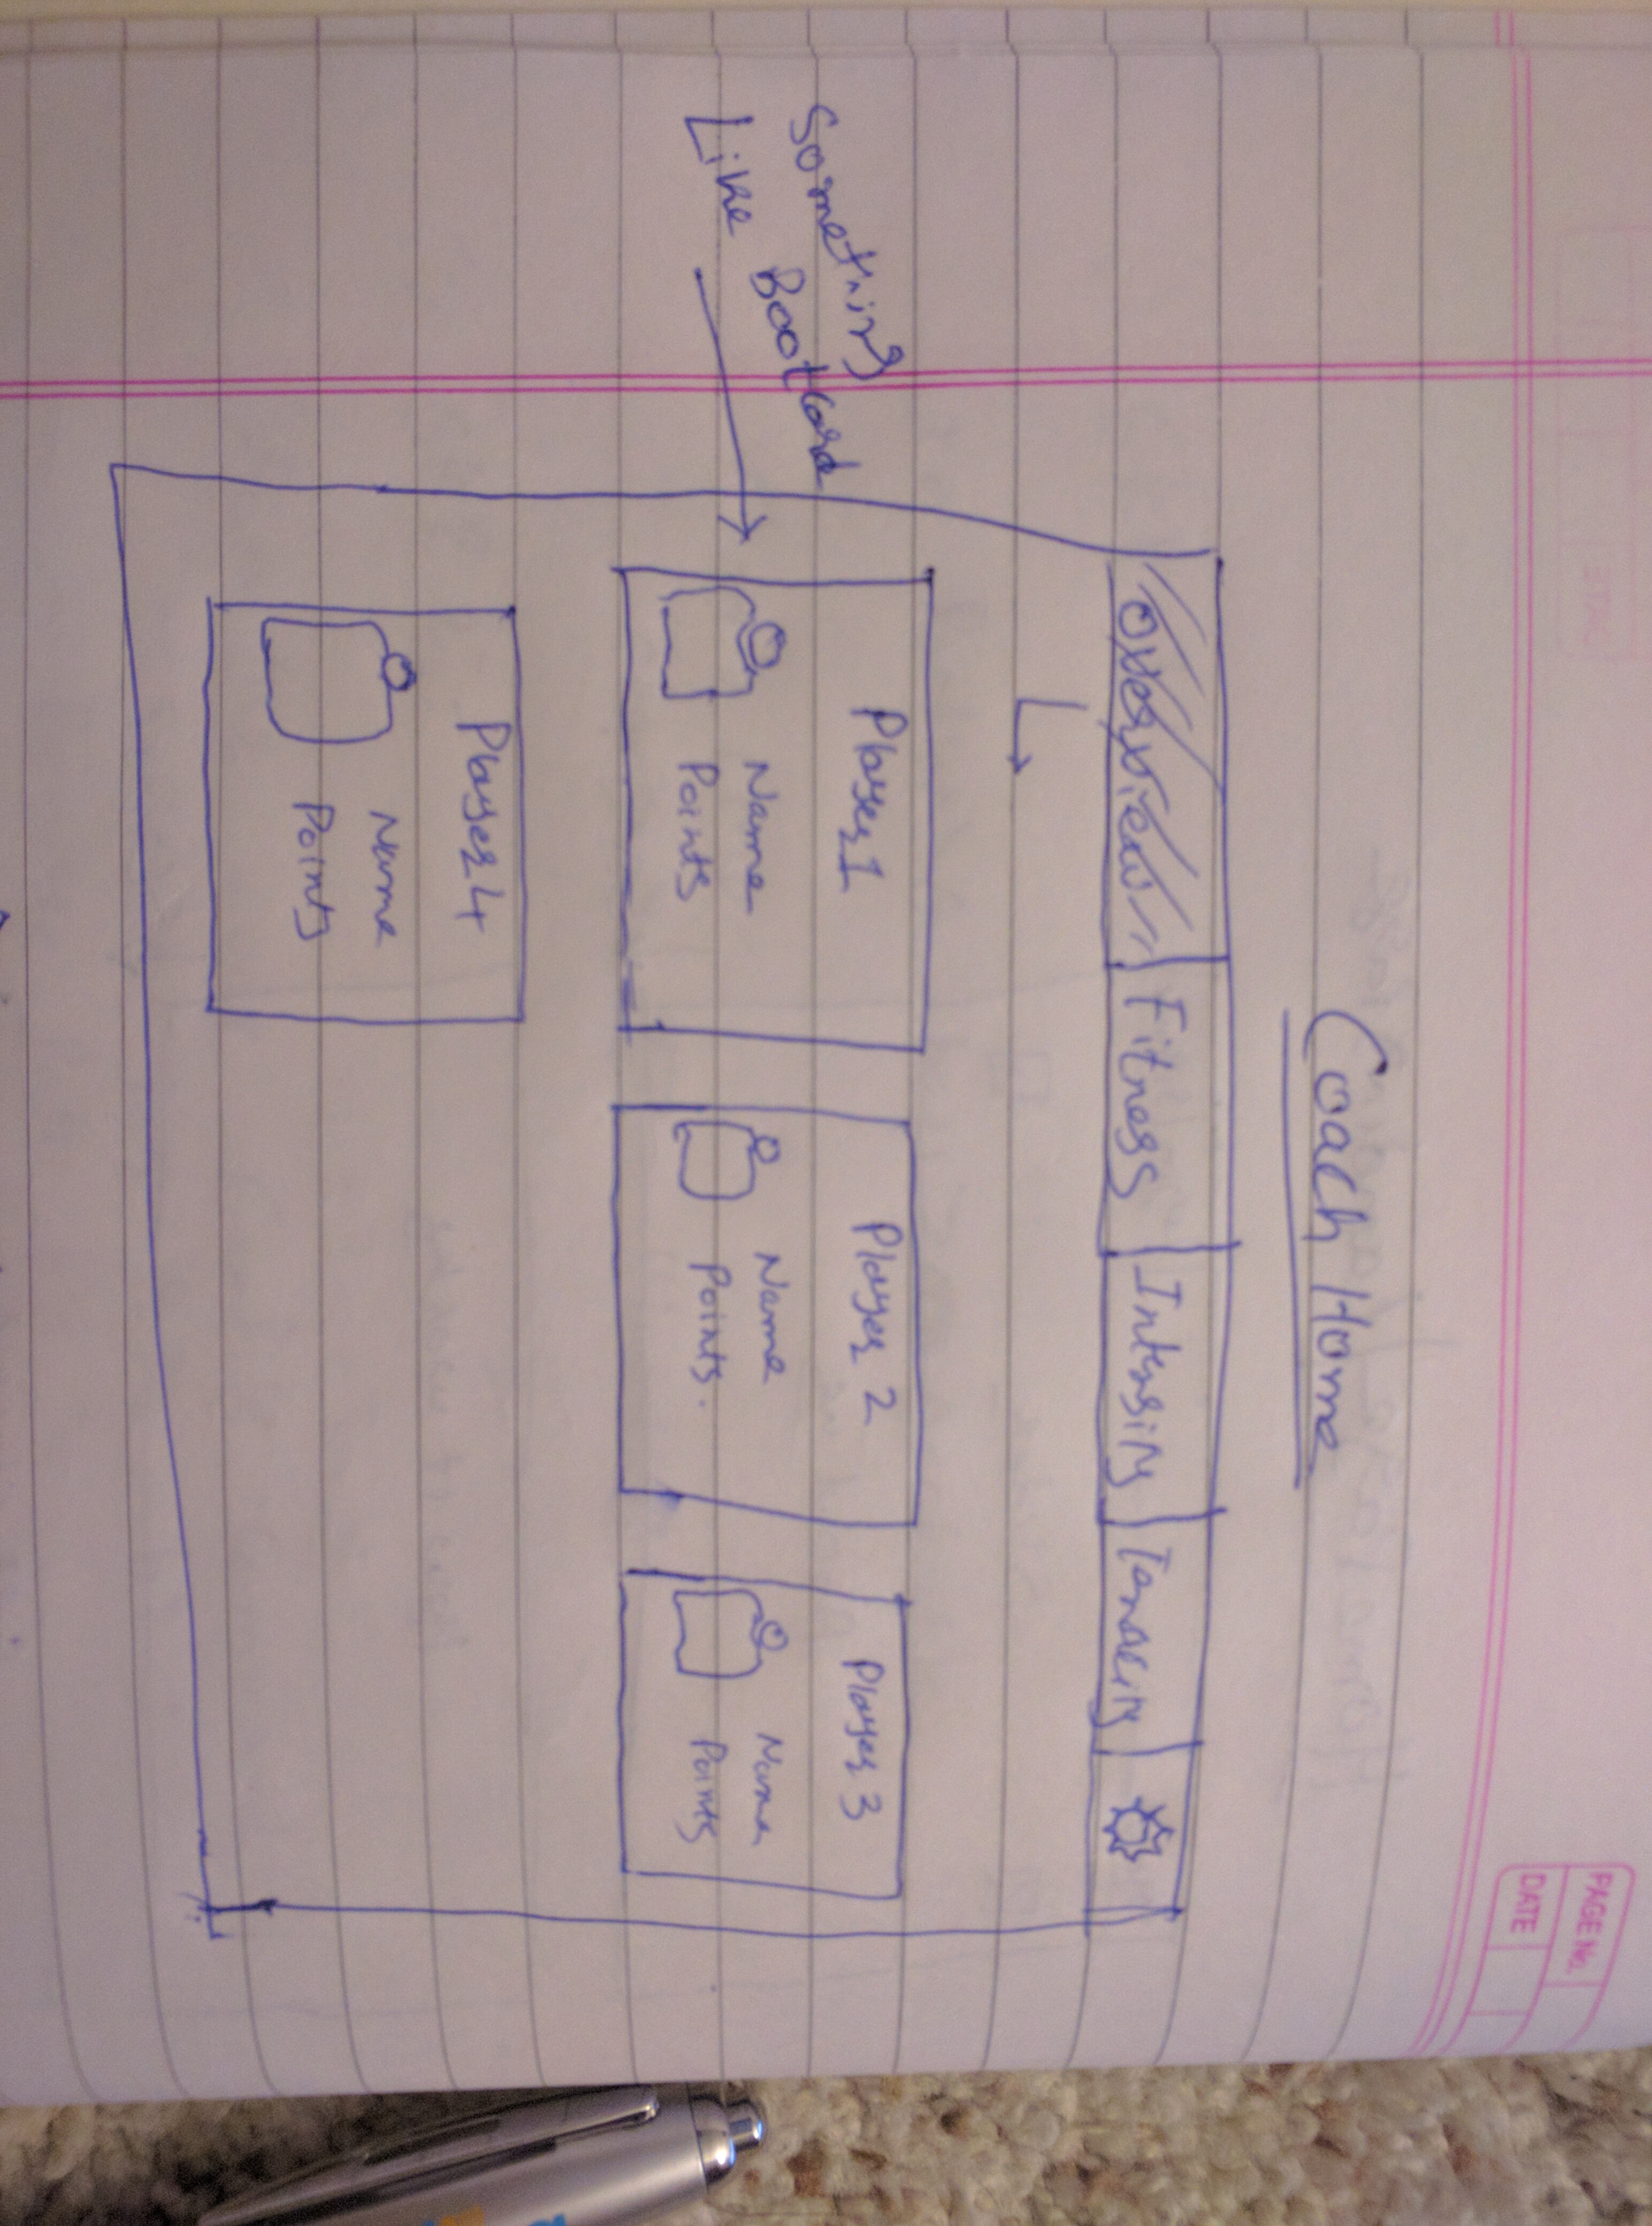 PAGE No.
DATE
Coach Home
Overview Fitness Intensity Tenacity
Something
Like BootCard
Player 1
Name
Points
Player 2
Name
Points.
Player 3
Name
Points
Player 4
Name
Points